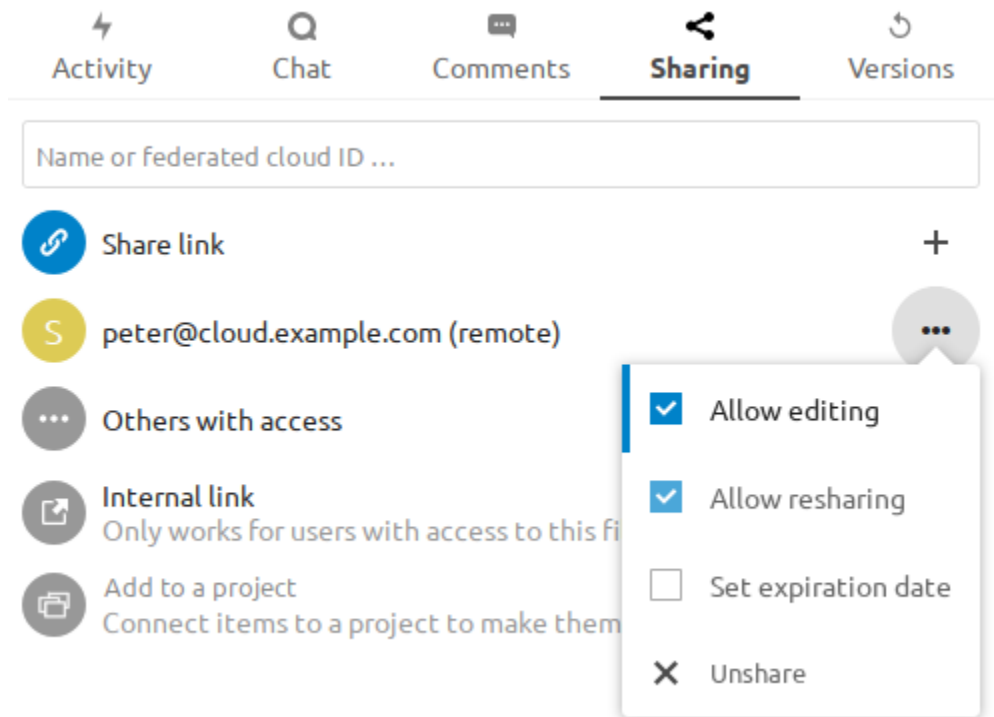 Activity
Chat
Comments
Sharing
Versions
Name or federated cloud ID ...
Share link
S
peter@cloud.example.com (remote)
Others with access
Allow editing
Internal link
Only works for users with access to this fi
Allow resharing
Add to a project
Connect items to a project to make them
Set expiration date
Unshare